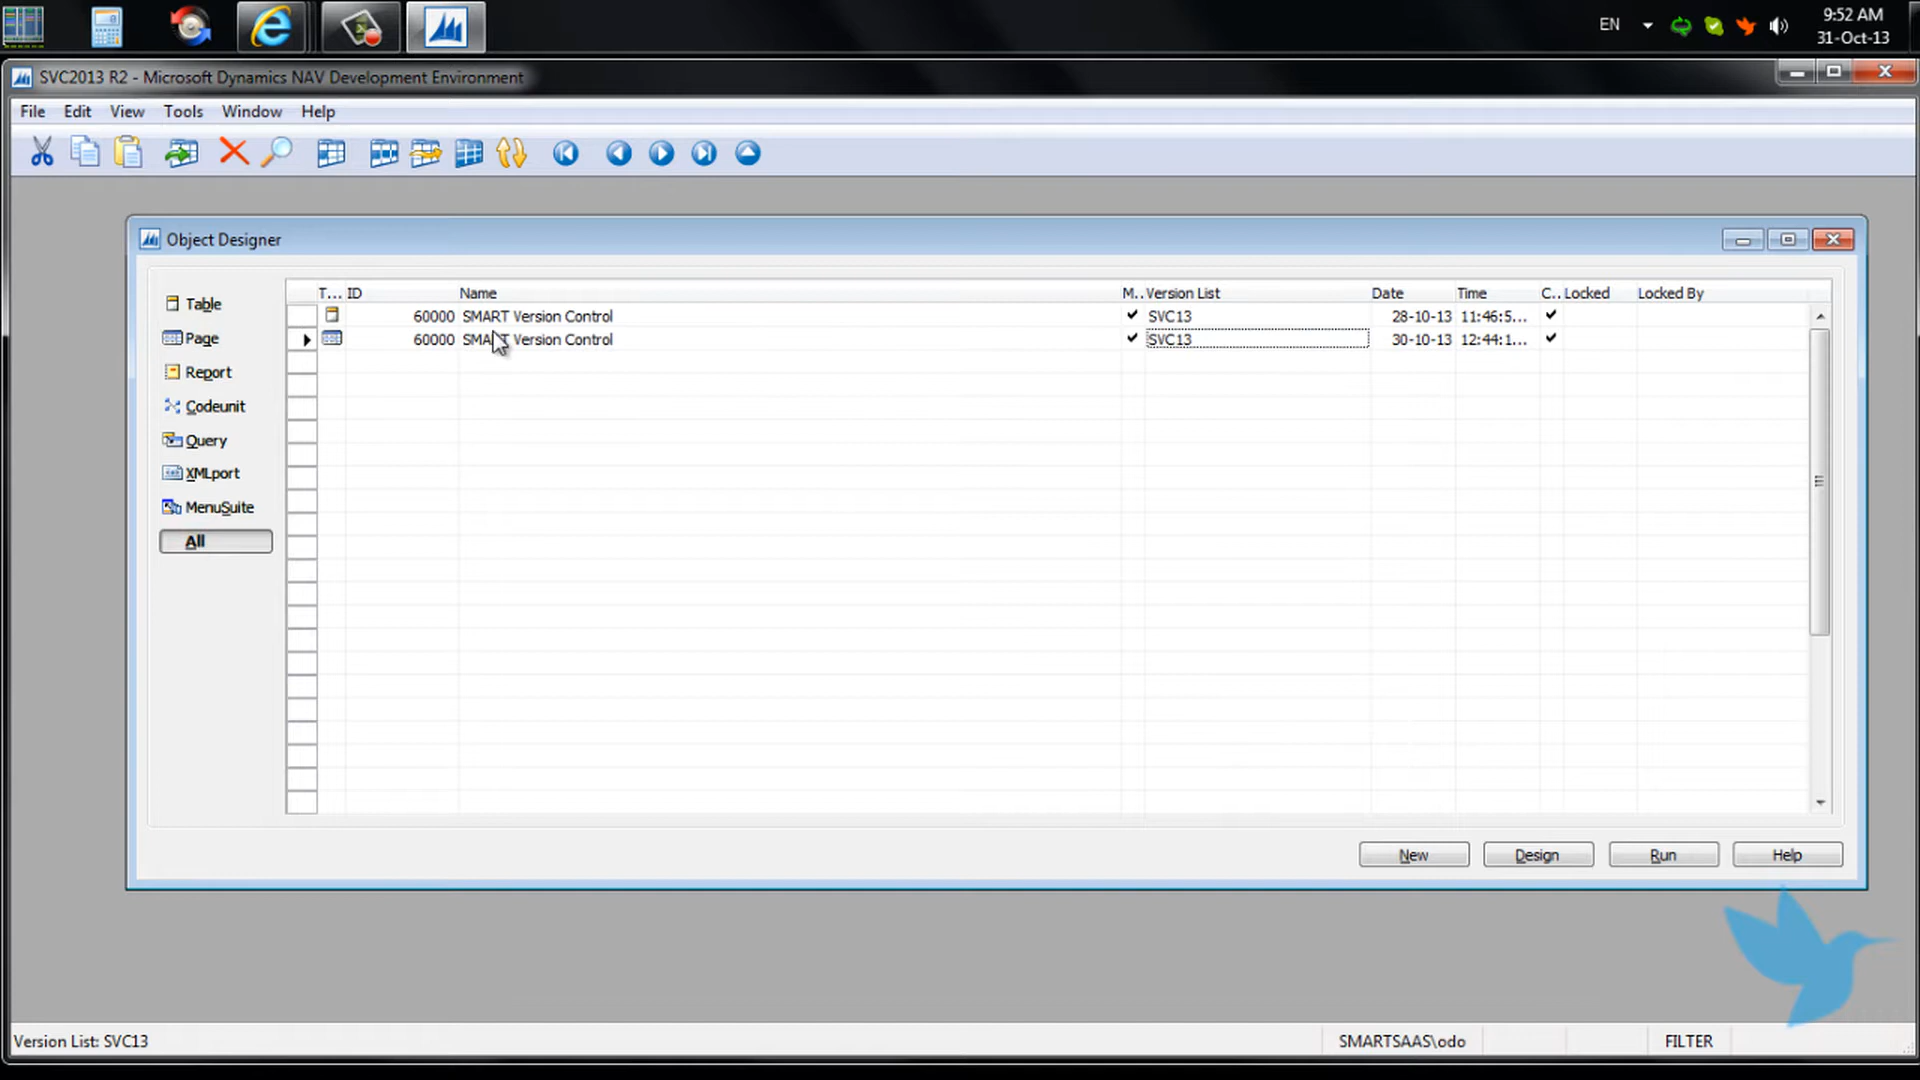 EN
9:52 AM
31-Oct-13
SVC2013 R2 - Microsoft Dynamics NAV Development Environment
File Edit View Tools Window Help
Object Designer
Table
Page
Report
Codeunit
Query
XMLport
MenuSuite
All
T... ID Name M.. Version List Date Time C.. Locked Locked By
60000 SMART Version Control SVC13 28-10-13 11:46:5...
60000 SMART Version Control SVC13 30-10-13 12:44:1...
New Design Run Help
Version List: SVC13 SMARTSAAS\odo FILTER